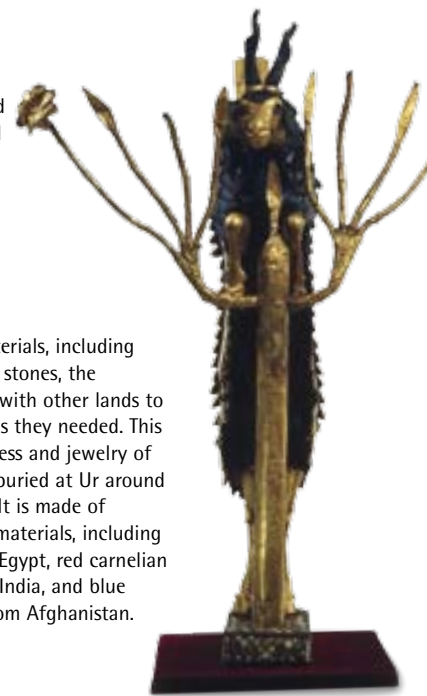 d
erials, including
stones, the
with other lands to
s they needed. This
ess and jewelry of
buried at Ur around
It is made of
materials, including
Egypt, red carnelian
India, and blue
om Afghanistan.